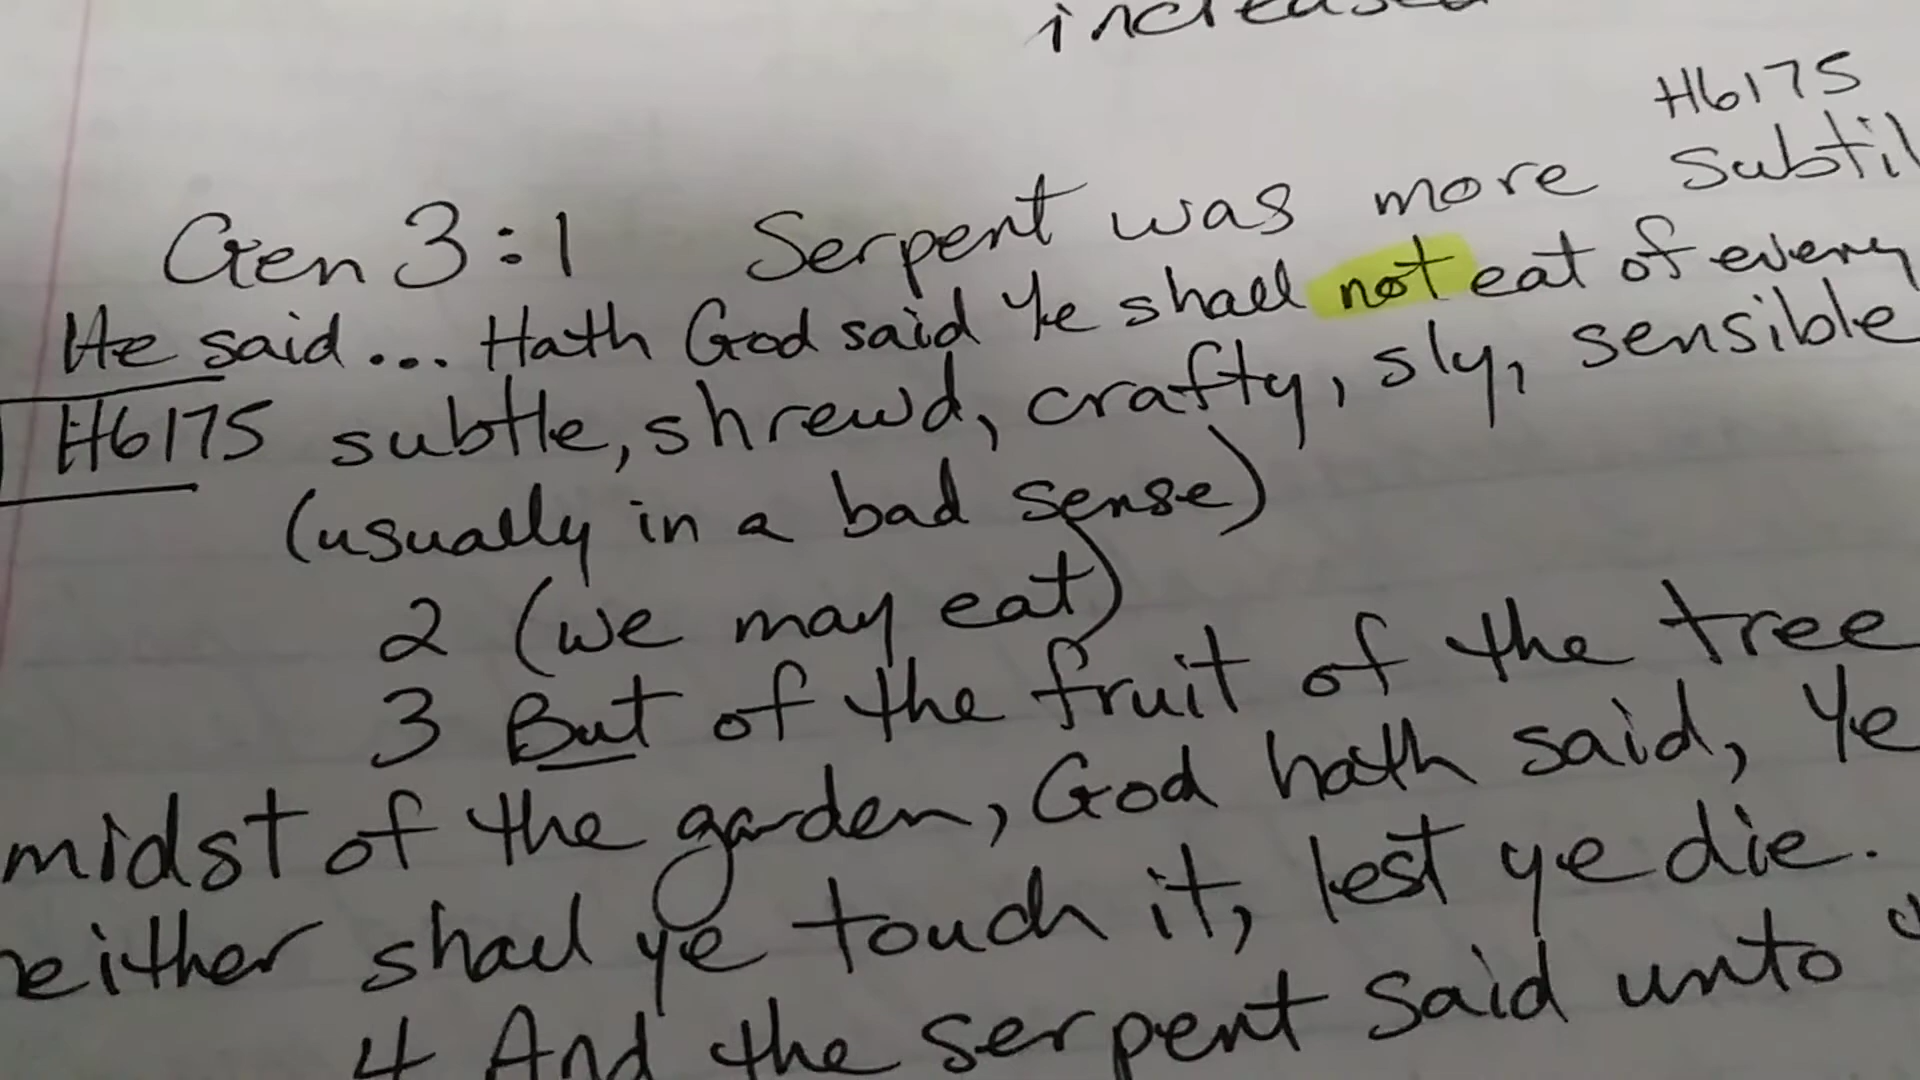 increased
H6175
Gen 3:1 Serpent was more subtil
He said... Hath God said Ye shall not eat of every
H6175 subtle, shrewd, crafty, sly, sensible
(usually in a bad sense)
2 (we may eat)
3 But of the fruit of the tree
midst of the garden, God hath said, Ye
neither shall ye touch it, lest ye die.
4 And the serpent said unto